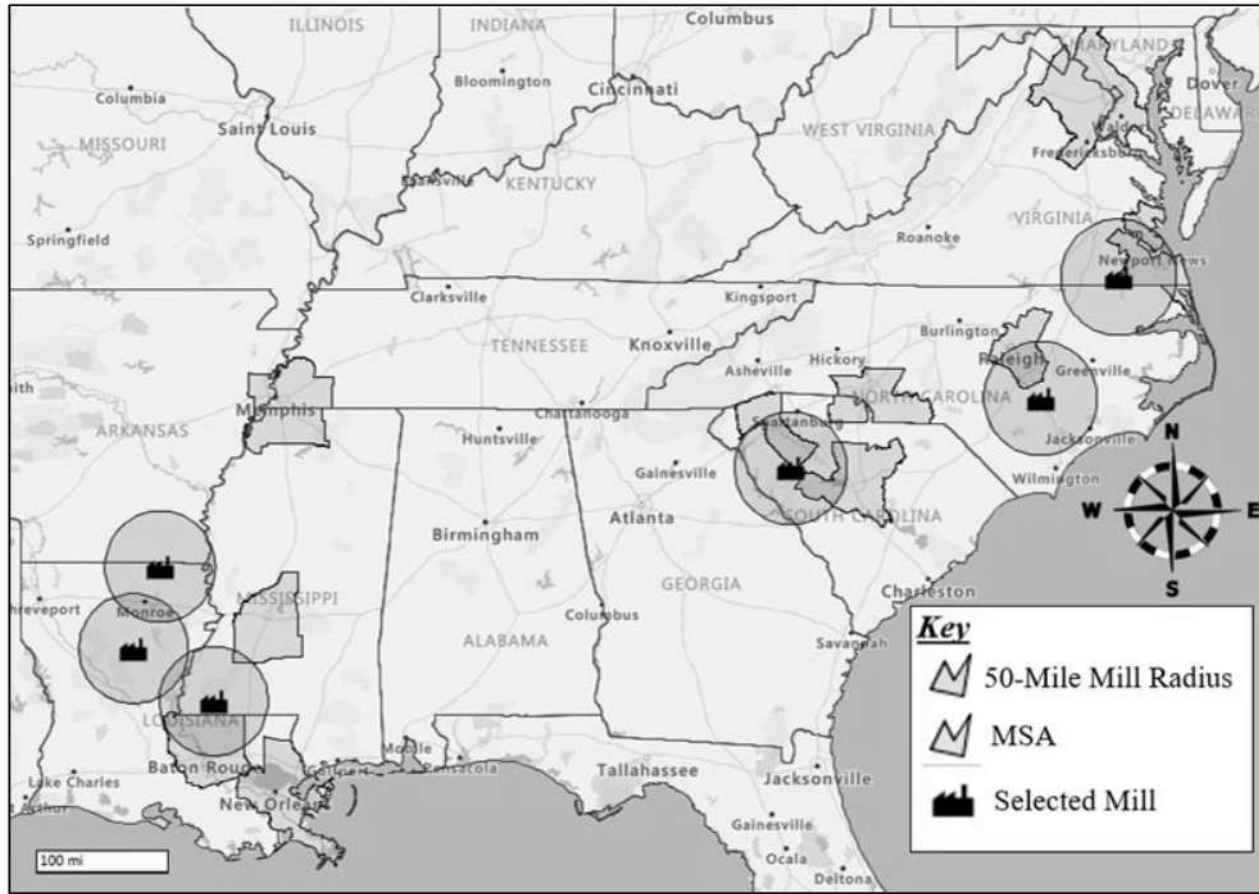 Columbus
ILLINOIS
INDIANA
MARYLAND
Bloomington
Columbia
Cincinnati
Dover
DELAWARE
Saint Louis
WEST VIRGINIA
MISSOURI
Fredericksburg
KENTUCKY
VIRGINIA
Springfield
Roanoke
Newport News
Clarksville
Kingsport
Burlington
TENNESSEE
Knoxville
Hickory
Raleigh
Asheville
Greenville
NORTH CAROLINA
Memphis
Chattanooga
Spartanburg
ARKANSAS
Huntsville
Jacksonville
N
Gainesville
Wilmington
W
E
Atlanta
SOUTH CAROLINA
Birmingham
S
GEORGIA
Charleston
MISSISSIPPI
Monroe
Columbus
Key
ALABAMA
Savannah
50-Mile Mill Radius
LOUISIANA
MSA
Mobile
Baton Rouge
Pensacola
Tallahassee
Jacksonville
Lake Charles
New Orleans
Selected Mill
Gainesville
100 mi
Ocala
Deltona